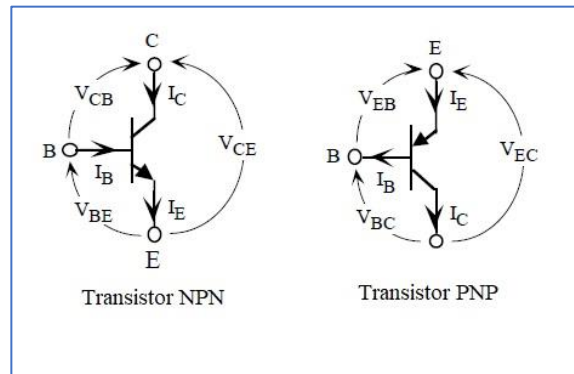 C
E
V_CB
I_C
V_EB
I_E
B
V_CE
B
V_EC
I_B
I_B
V_BE
I_E
V_BC
I_C
E
Transistor NPN
Transistor PNP